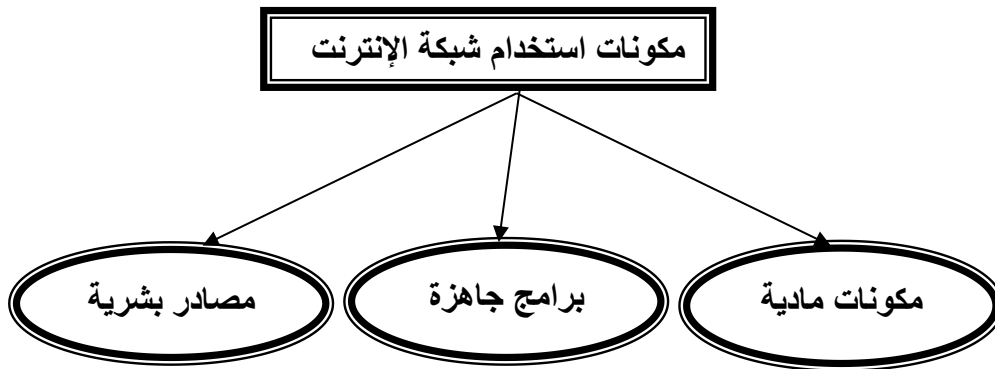 مكونات استخدام شبكة الإنترنت
مكونات مادية
برامج جاهزة
مصادر بشرية